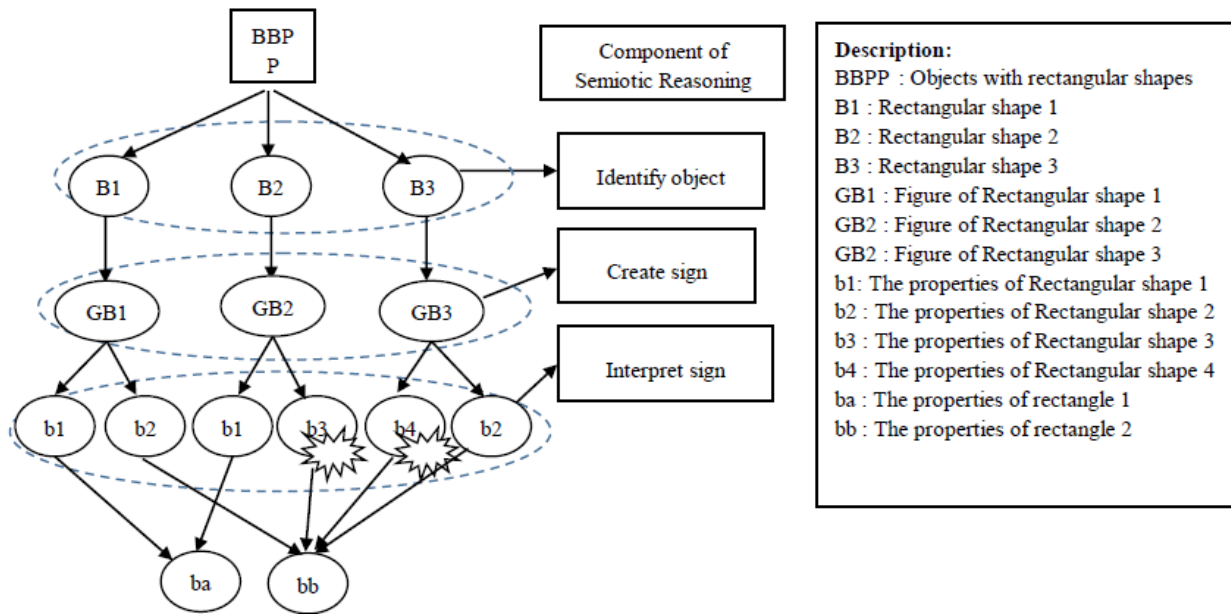 BBP
P
Component of
Semiotic Reasoning
B1
B2
B3
Identify object
GB1
GB2
GB3
Create sign
b1
b2
b1
b3
b4
b2
Interpret sign
ba
bb
Description:
BBPP : Objects with rectangular shapes
B1 : Rectangular shape 1
B2 : Rectangular shape 2
B3 : Rectangular shape 3
GB1 : Figure of Rectangular shape 1
GB2 : Figure of Rectangular shape 2
GB2 : Figure of Rectangular shape 3
b1: The properties of Rectangular shape 1
b2 : The properties of Rectangular shape 2
b3 : The properties of Rectangular shape 3
b4 : The properties of Rectangular shape 4
ba : The properties of rectangle 1
bb : The properties of rectangle 2